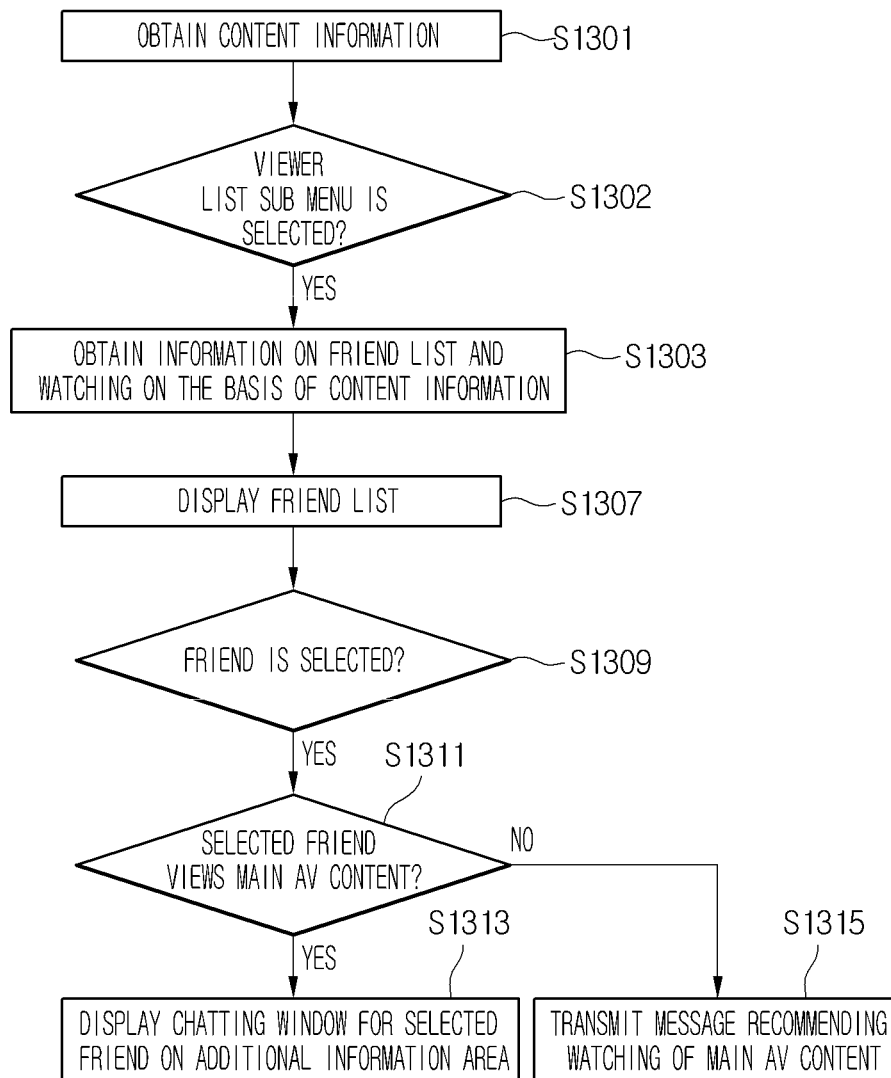 OBTAIN CONTENT INFORMATION
S1301
VIEWER
LIST SUB MENU IS
SELECTED?
S1302
YES
OBTAIN INFORMATION ON FRIEND LIST AND
WATCHING ON THE BASIS OF CONTENT INFORMATION
S1303
DISPLAY FRIEND LIST
S1307
FRIEND IS SELECTED?
S1309
YES
S1311
SELECTED FRIEND
VIEWS MAIN AV CONTENT?
NO
YES
S1313
DISPLAY CHATTING WINDOW FOR SELECTED
FRIEND ON ADDITIONAL INFORMATION AREA
S1315
TRANSMIT MESSAGE RECOMMENDING
WATCHING OF MAIN AV CONTENT